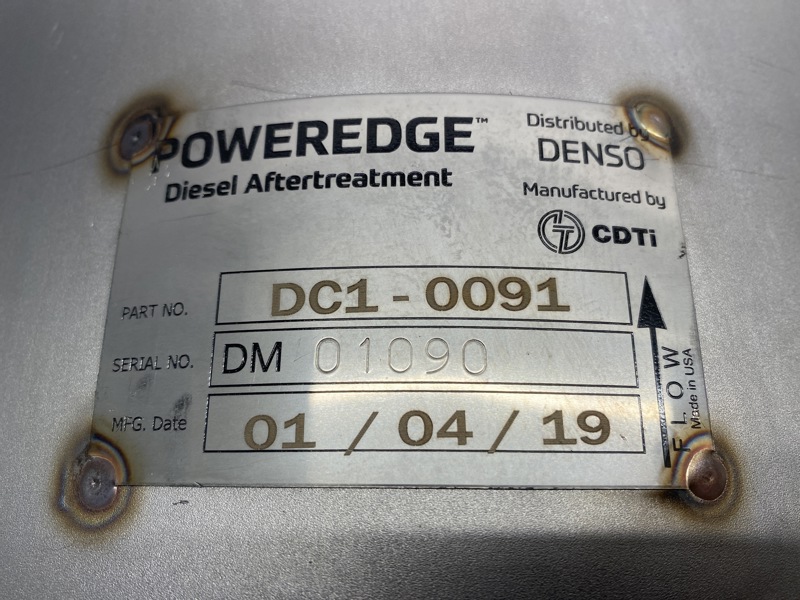 POWEREDGE™
Diesel Aftertreatment
Distributed by
DENSO
Manufactured by
CDTi
PART NO. DC1-0091
SERIAL NO. DM 01090
MFG. Date 01 / 04 / 19
FLOW
Made in USA